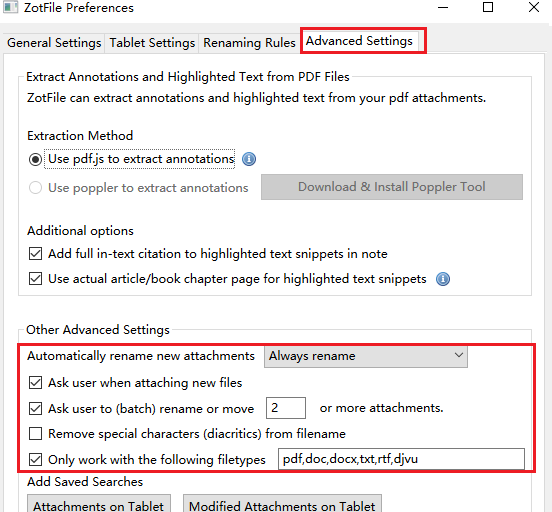 ZotFile Preferences
General Settings Tablet Settings Renaming Rules Advanced Settings
Extract Annotations and Highlighted Text from PDF Files
ZotFile can extract annotations and highlighted text from your pdf attachments.
Extraction Method
Use pdf.js to extract annotations
Use poppler to extract annotations Download & Install Poppler Tool
Additional options
Add full in-text citation to highlighted text snippets in note
Use actual article/book chapter page for highlighted text snippets
Other Advanced Settings
Automatically rename new attachments Always rename
Ask user when attaching new files
Ask user to (batch) rename or move 2 or more attachments.
Remove special characters (diacritics) from filename
Only work with the following filetypes pdf,doc,docx,txt,rtf,djvu
Add Saved Searches
Attachments on Tablet Modified Attachments on Tablet